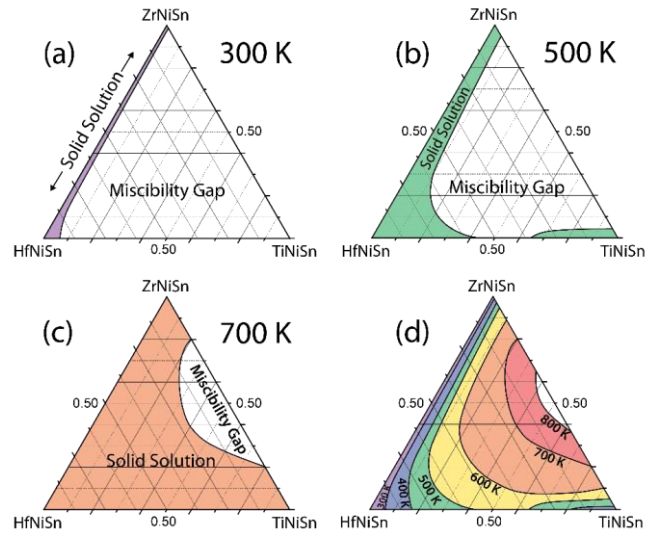 ZrNiSn
(a)
300 K
← Solid Solution →
0.50
Miscibility Gap
HfNiSn
0.50
TiNiSn
ZrNiSn
(b)
500 K
Solid Solution
0.50
0.50
Miscibility Gap
HfNiSn
0.50
TiNiSn
ZrNiSn
(c)
700 K
Miscibility Gap
0.50
0.50
Solid Solution
HfNiSn
0.50
TiNiSn
ZrNiSn
(d)
0.50
0.50
800 K
700 K
600 K
500 K
400 K
300 K
HfNiSn
0.50
TiNiSn